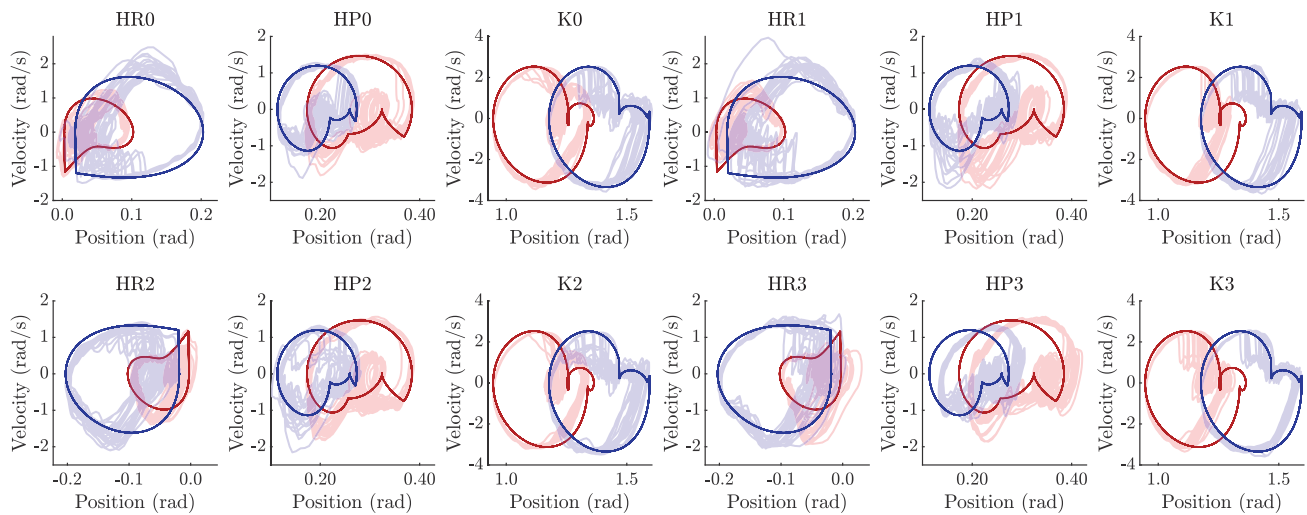 HR0 HP0 K0 HR1 HP1 K1
Velocity (rad/s) 2 1 0 -1 -2
0.0 0.1 0.2
Position (rad)
Velocity (rad/s) 2 1 0 -1 -2
0.20 0.30 0.40
Position (rad)
Velocity (rad/s) 4 2 0 -2 -4
1.0 1.5
Position (rad)
Velocity (rad/s) 2 1 0 -1 -2
0.0 0.1 0.2
Position (rad)
Velocity (rad/s) 2 1 0 -1 -2
0.20 0.30 0.40
Position (rad)
Velocity (rad/s) 4 2 0 -2 -4
1.0 1.5
Position (rad)
HR2 HP2 K2 HR3 HP3 K3
Velocity (rad/s) 2 1 0 -1 -2
-0.2 -0.1 0.0
Position (rad)
Velocity (rad/s) 2 1 0 -1 -2
0.20 0.30 0.40
Position (rad)
Velocity (rad/s) 4 2 0 -2 -4
1.0 1.5
Position (rad)
Velocity (rad/s) 2 1 0 -1 -2
-0.2 -0.1 0.0
Position (rad)
Velocity (rad/s) 2 1 0 -1 -2
0.20 0.30 0.40
Position (rad)
Velocity (rad/s) 4 2 0 -2 -4
1.0 1.5
Position (rad)